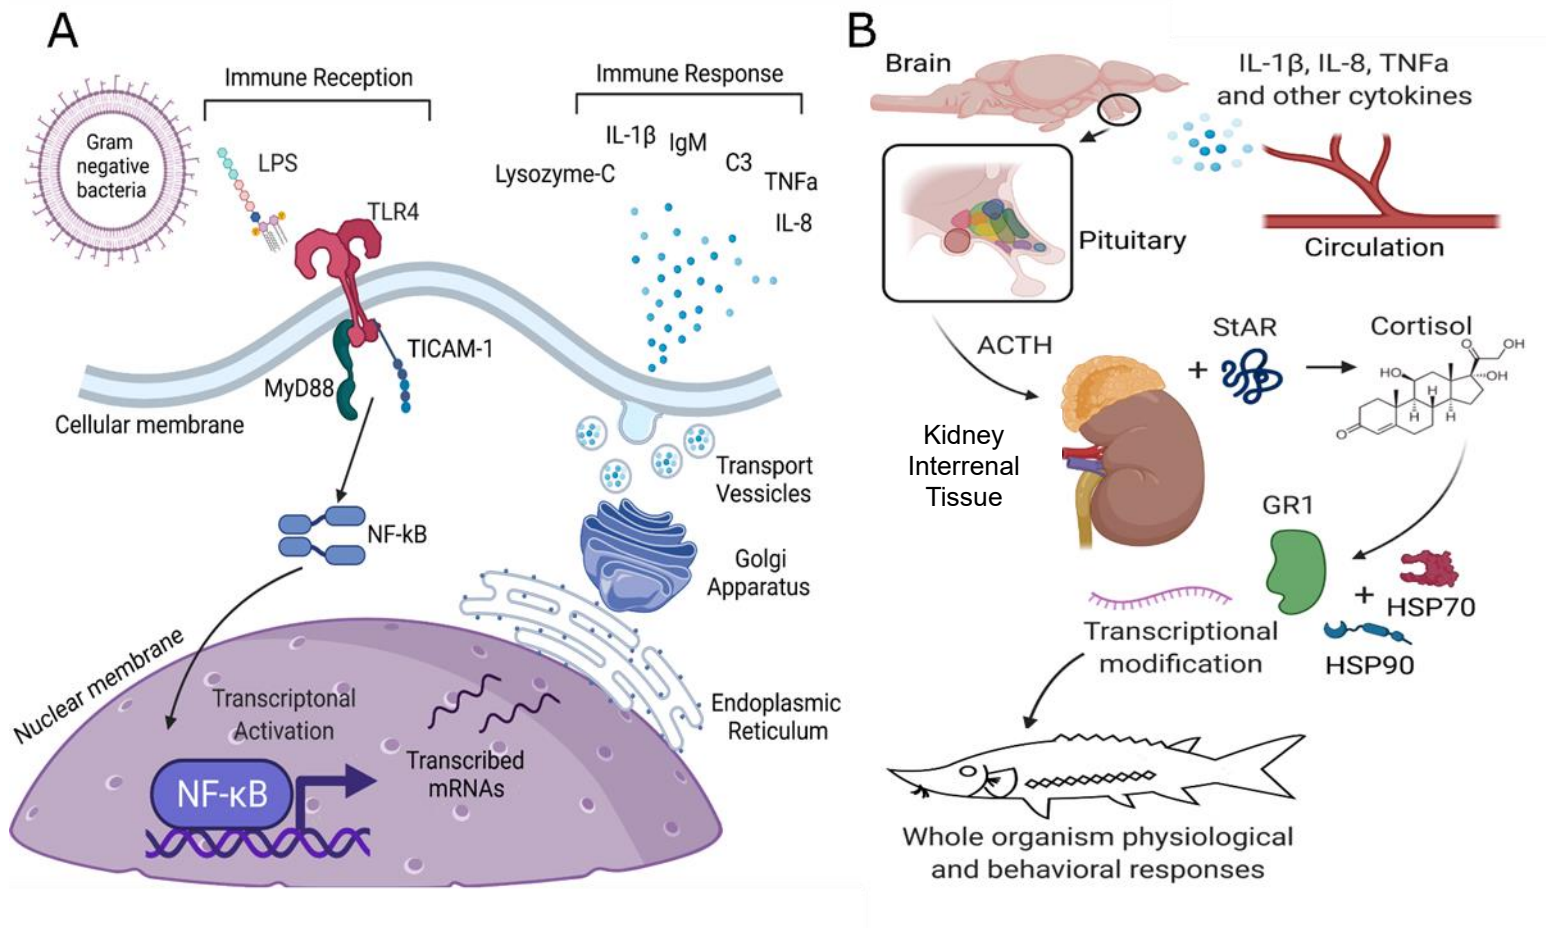 A
Immune Reception
Immune Response
Gram
negative
bacteria
LPS
TLR4
IL-1β
IgM
Lysozyme-C
C3
TNFa
IL-8
TICAM-1
MyD88
Cellular membrane
Transport
Vessicles
NF-kB
Golgi
Apparatus
Nuclear membrane
Endoplasmic
Reticulum
Transcriptonal
Activation
Transcribed
mRNAs
NF-κB
B
Brain
IL-1β, IL-8, TNFa
and other cytokines
Pituitary
Circulation
ACTH
+
StAR
Cortisol
O
OH
HO
OH
H
H
H
O
Kidney
Interrenal
Tissue
GR1
+
HSP70
HSP90
Transcriptional
modification
Whole organism physiological
and behavioral responses